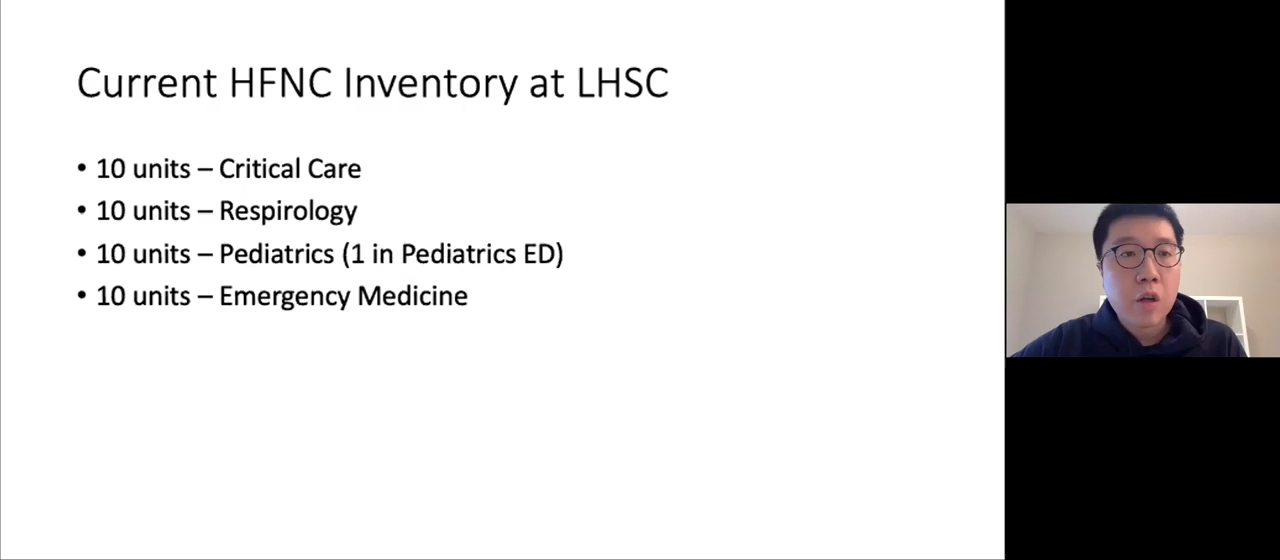 Current HFNC Inventory at LHSC
• 10 units – Critical Care
• 10 units – Respirology
• 10 units – Pediatrics (1 in Pediatrics ED)
• 10 units – Emergency Medicine